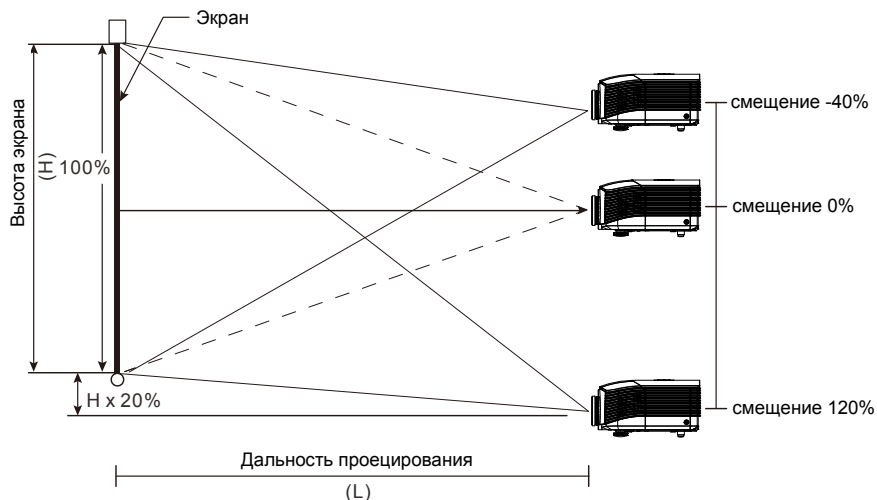 Экран
смещение -40%
Высота экрана
(H)
100%
смещение 0%
H x 20%
смещение 120%
Дальность проецирования
(L)